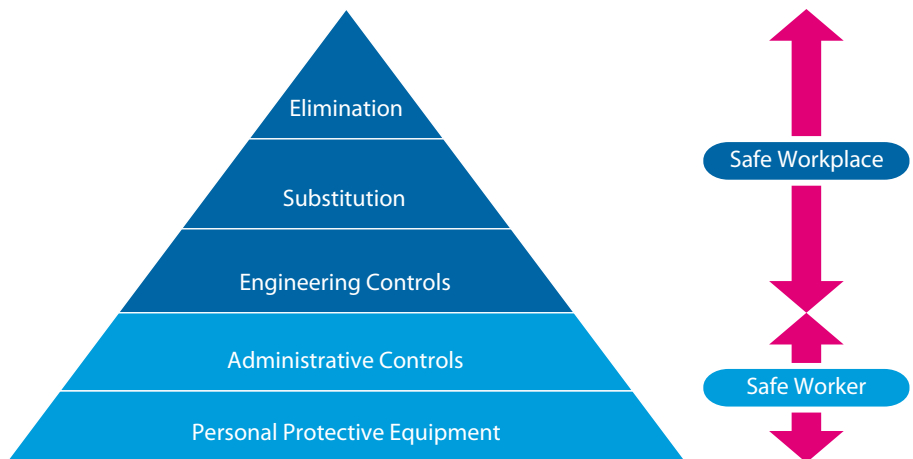 Elimination
Substitution
Engineering Controls
Administrative Controls
Personal Protective Equipment
Safe Workplace
Safe Worker